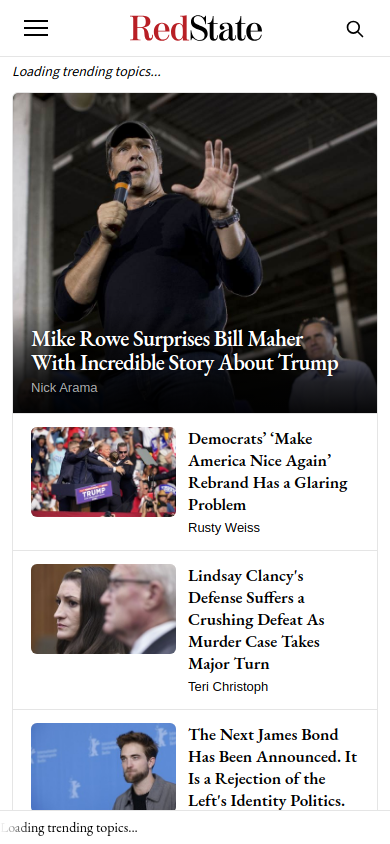 RedState
Loading trending topics...
Mike Rowe Surprises Bill Maher
With Incredible Story About Trump
Nick Arama
Democrats’ ‘Make
America Nice Again’
Rebrand Has a Glaring
Problem
Rusty Weiss
TRUMP
Lindsay Clancy's
Defense Suffers a
Crushing Defeat As
Murder Case Takes
Major Turn
Teri Christoph
The Next James Bond
Has Been Announced. It
Is a Rejection of the
Left's Identity Politics.
Loading trending topics...